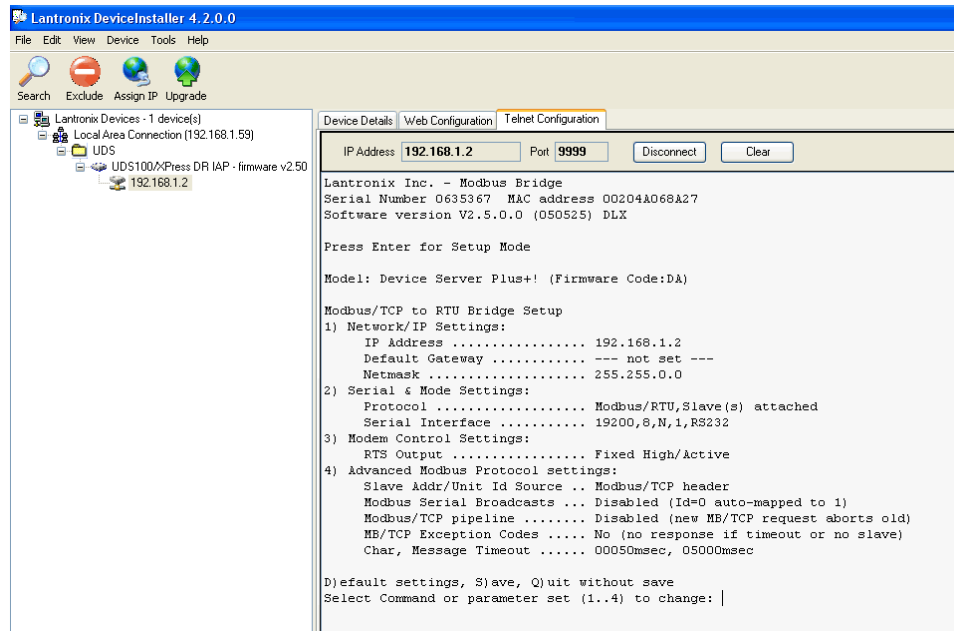 Lantronix DeviceInstaller 4.2.0.0
File Edit View Device Tools Help
Search Exclude Assign IP Upgrade
Lantronix Devices - 1 device(s)
Local Area Connection (192.168.1.59)
UDS
UDS100/XPress DR IAP - firmware v2.50
192.168.1.2
Device Details Web Configuration Telnet Configuration
IP Address 192.168.1.2 Port 9999 Disconnect Clear
Lantronix Inc. - Modbus Bridge
Serial Number 0635367 MAC address 00204A068A27
Software version V2.5.0.0 (050525) DLX
Press Enter for Setup Mode
Model: Device Server Plus+! (Firmware Code:DA)
Modbus/TCP to RTU Bridge Setup
1) Network/IP Settings:
IP Address ................. 192.168.1.2
Default Gateway ............ --- not set ---
Netmask .................... 255.255.0.0
2) Serial & Mode Settings:
Protocol ................... Modbus/RTU,Slave(s) attached
Serial Interface ........... 19200,8,N,1,RS232
3) Modem Control Settings:
RTS Output ................. Fixed High/Active
4) Advanced Modbus Protocol settings:
Slave Addr/Unit Id Source .. Modbus/TCP header
Modbus Serial Broadcasts ... Disabled (Id=0 auto-mapped to 1)
Modbus/TCP pipeline ........ Disabled (new MB/TCP request aborts old)
MB/TCP Exception Codes ..... No (no response if timeout or no slave)
Char, Message Timeout ...... 00050msec, 05000msec
D)efault settings, S)ave, Q)uit without save
Select Command or parameter set (1..4) to change: